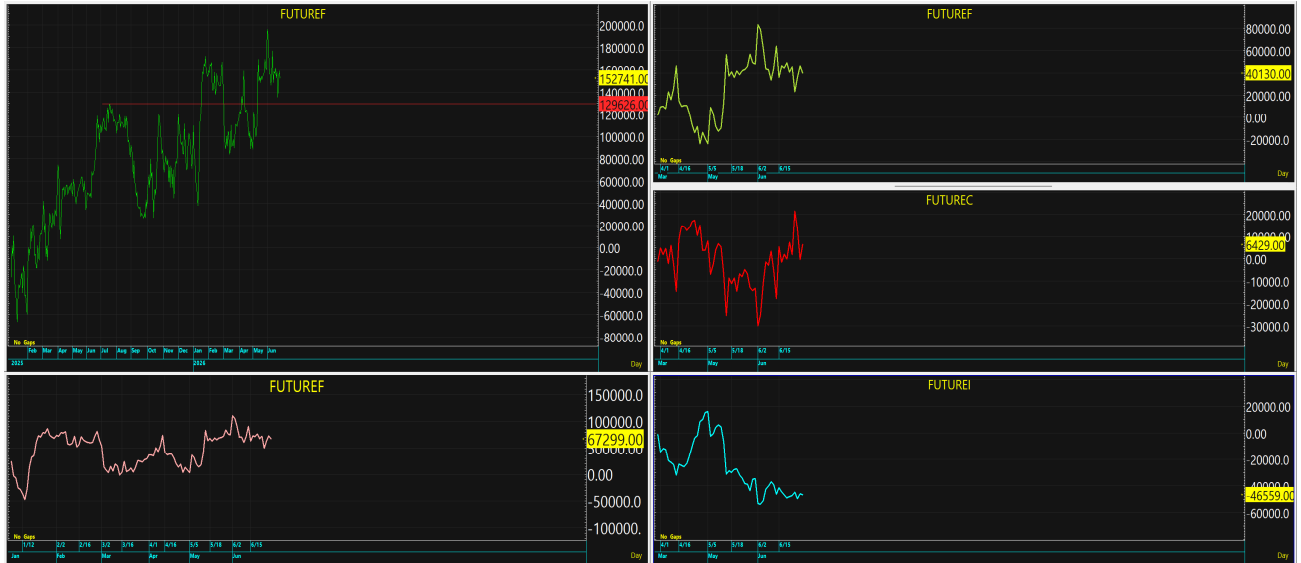 FUTUREF
200000.0
180000.0
160000.0
152741.00
129626.00
120000.0
100000.0
80000.00
60000.00
40000.00
20000.00
0.00
-20000.0
-40000.0
-60000.0
-80000.0
No Gaps
Feb Mar Apr May Jun Jul Aug Sep Oct Nov Dec Jan Feb Mar Apr May Jun
2025 2026
Day
FUTUREF
80000.00
60000.00
40130.00
20000.00
0.00
-20000.0
No Gaps
4/1 4/16 5/5 5/18 6/2 6/15
Mar May Jun
Day
FUTUREC
20000.00
10000.00
6429.00
0.00
-10000.0
-20000.0
-30000.0
No Gaps
4/1 4/16 5/5 5/18 6/2 6/15
Mar May Jun
Day
FUTUREF
150000.0
100000.0
67299.00
50000.00
0.00
-50000.0
-100000.
No Gaps
1/12 2/2 2/16 3/2 3/16 4/1 4/16 5/5 5/18 6/2 6/15
Jan Feb Mar Apr May Jun
Day
FUTUREI
20000.00
0.00
-20000.0
-40000.0
-46559.00
-60000.0
No Gaps
4/1 4/16 5/5 5/18 6/2 6/15
Mar May Jun
Day